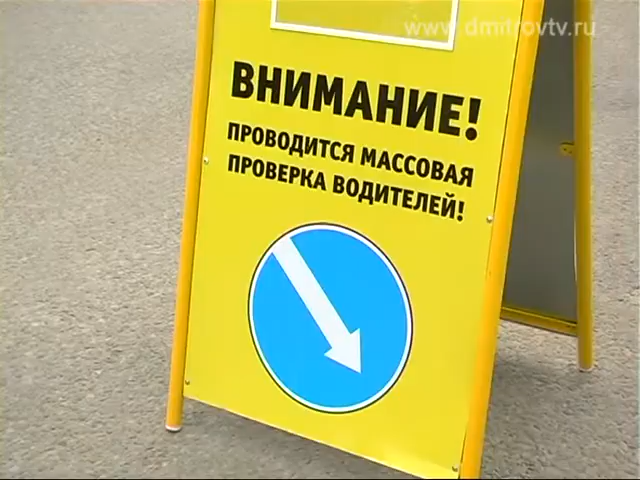 www.dmitrovtv.ru
ВНИМАНИЕ!
ПРОВОДИТСЯ МАССОВАЯ
ПРОВЕРКА ВОДИТЕЛЕЙ!